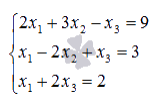 2x₁ + 3x₂ − x₃ = 9
x₁ − 2x₂ + x₃ = 3
x₁ + 2x₃ = 2